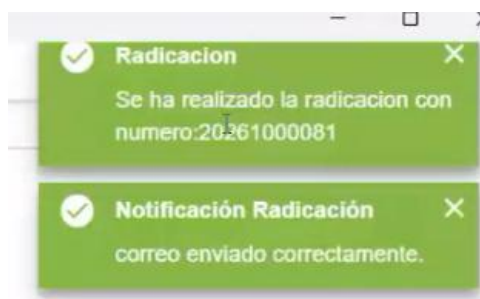 Radicacion
Se ha realizado la radicacion con
numero:20261000081
Notificación Radicación
correo enviado correctamente.